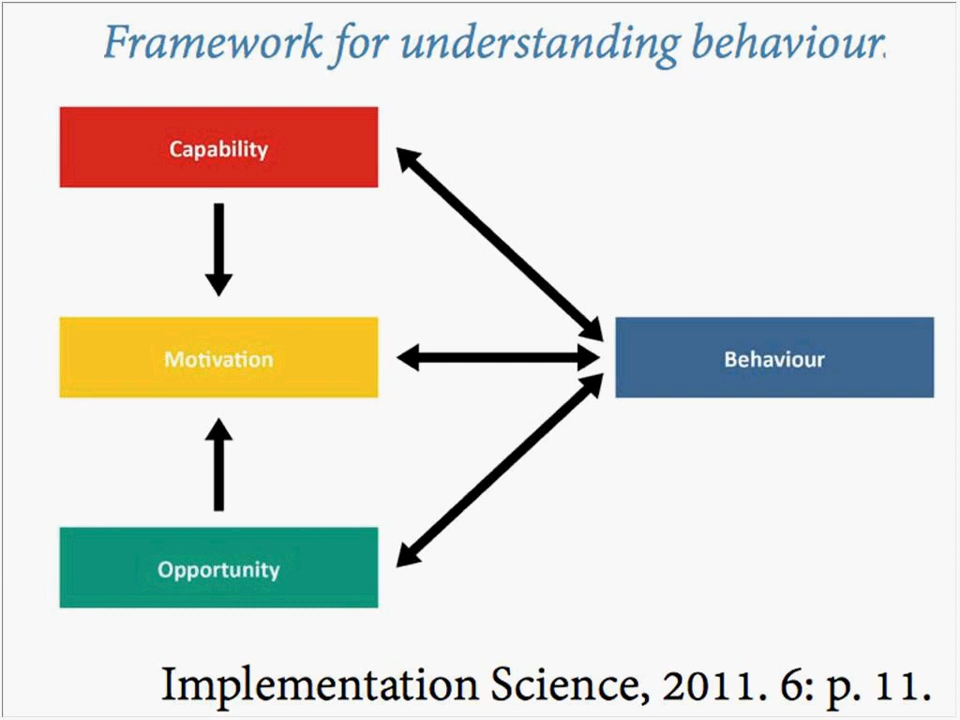 Framework for understanding behaviour.
Capability
Motivation
Behaviour
Opportunity
Implementation Science, 2011. 6: p. 11.